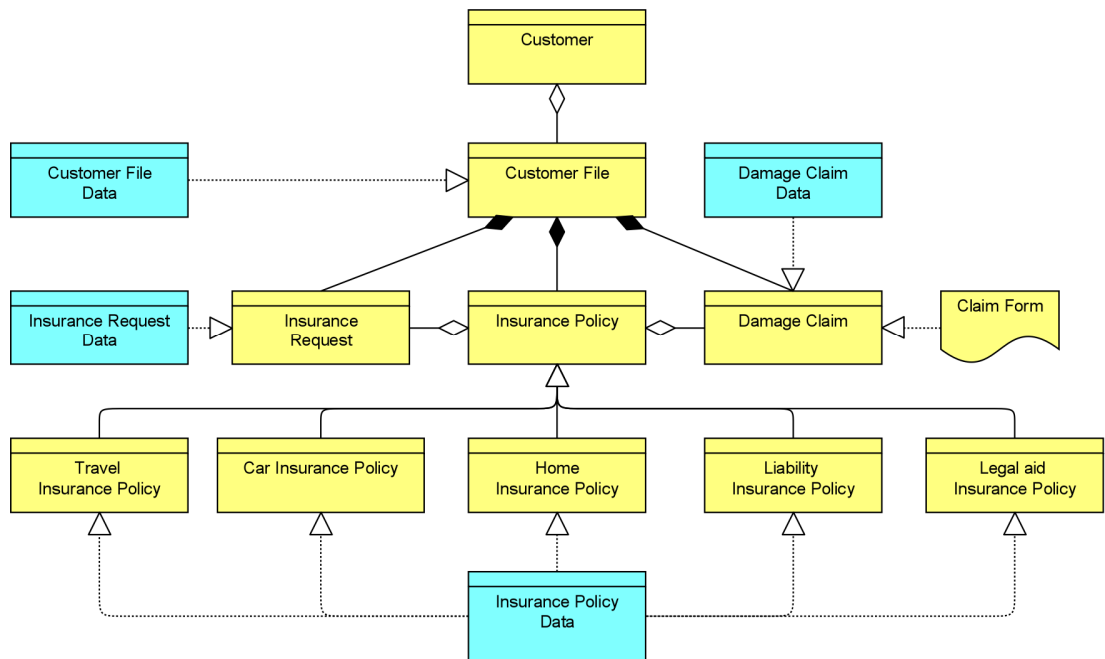 Customer
Customer File
Data
Customer File
Damage Claim
Data
Insurance Request
Data
Insurance
Request
Insurance Policy
Damage Claim
Claim Form
Travel
Insurance Policy
Car Insurance Policy
Home
Insurance Policy
Liability
Insurance Policy
Legal aid
Insurance Policy
Insurance Policy
Data